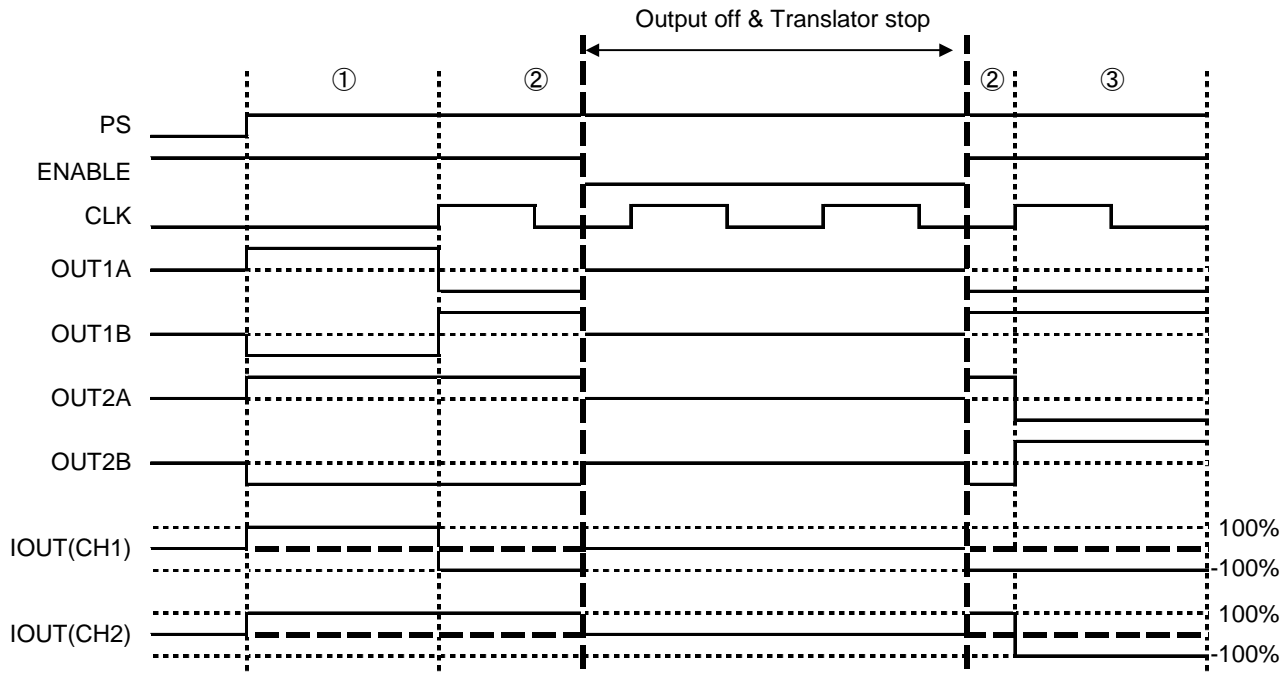 Output off & Translator stop
① ② ② ③
PS
ENABLE
CLK
OUT1A
OUT1B
OUT2A
OUT2B
IOUT(CH1)
100%
-100%
IOUT(CH2)
100%
-100%